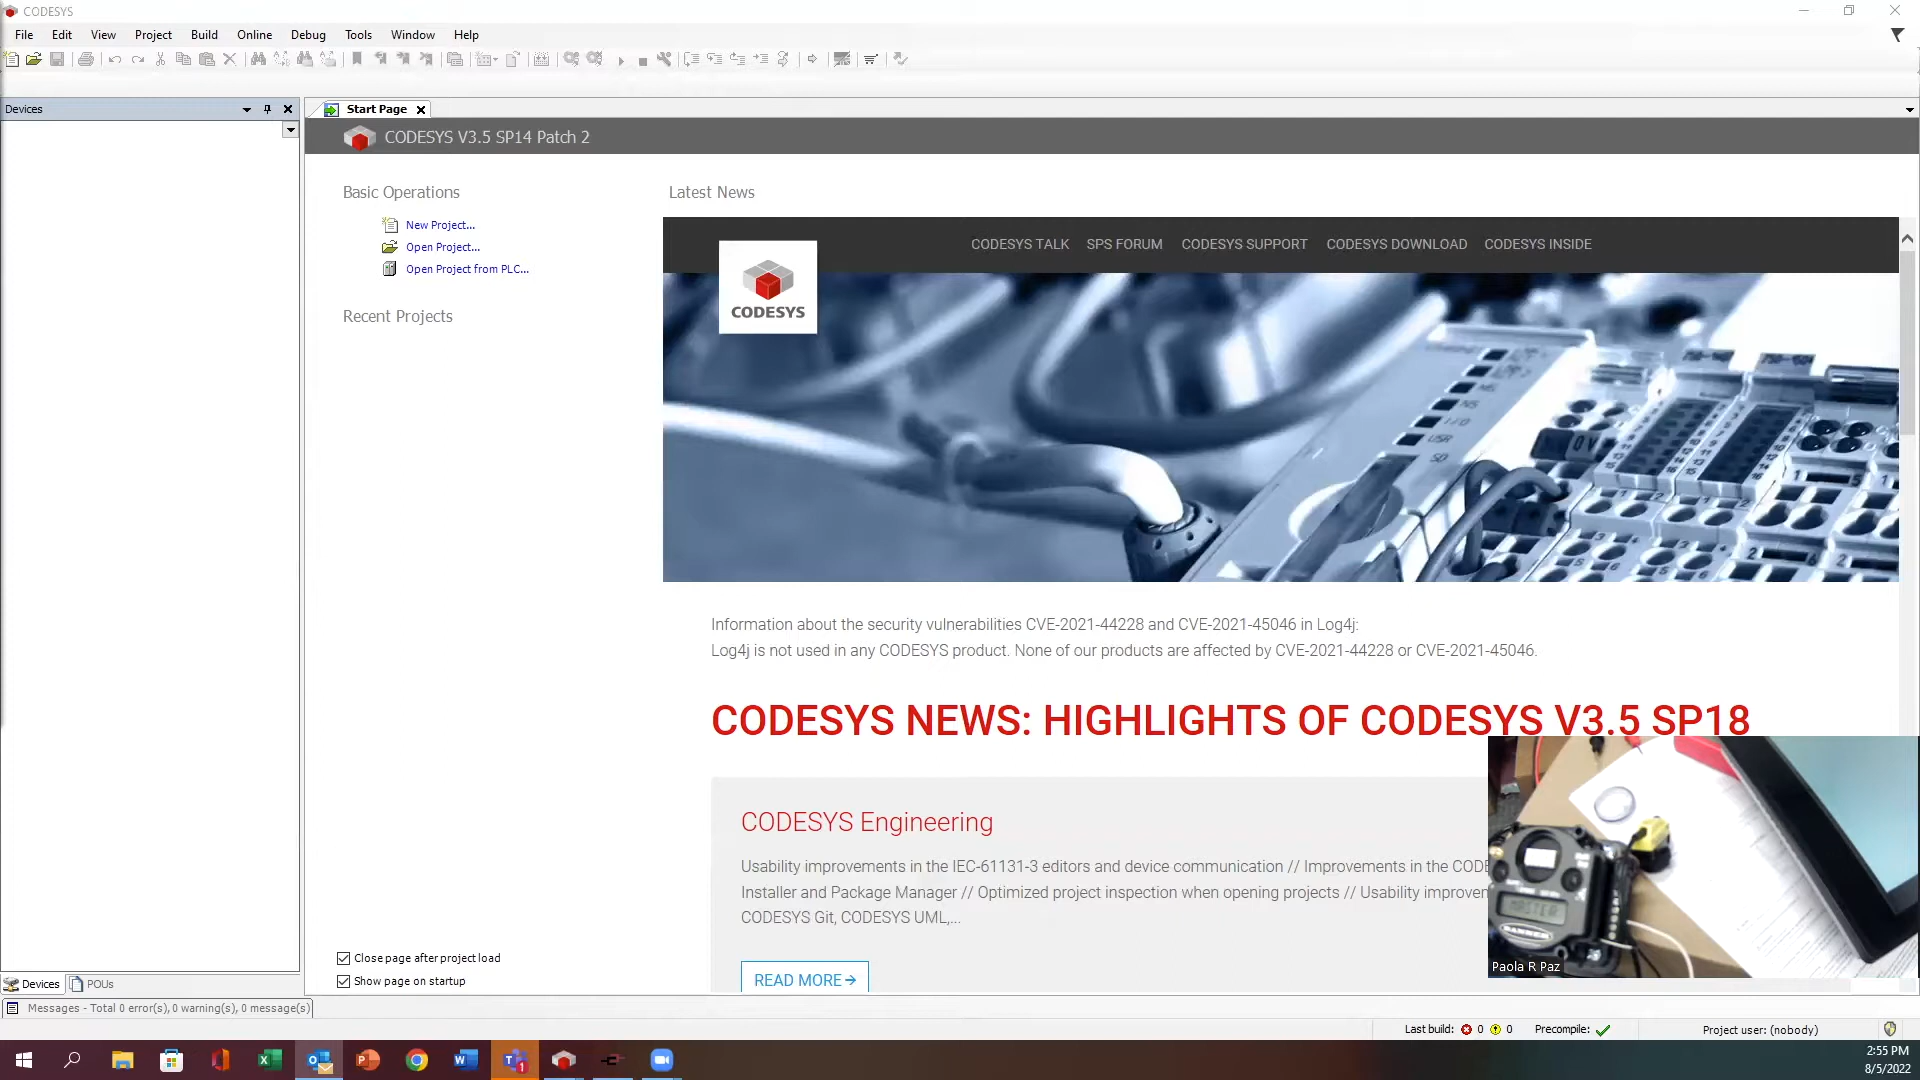 CODESYS
File Edit View Project Build Online Debug Tools Window Help
Devices
Start Page
CODESYS V3.5 SP14 Patch 2
Basic Operations
New Project...
Open Project...
Open Project from PLC...
Recent Projects
Latest News
CODESYS TALK SPS FORUM CODESYS SUPPORT CODESYS DOWNLOAD CODESYS INSIDE
CODESYS
Information about the security vulnerabilities CVE-2021-44228 and CVE-2021-45046 in Log4j:
Log4j is not used in any CODESYS product. None of our products are affected by CVE-2021-44228 or CVE-2021-45046.
CODESYS NEWS: HIGHLIGHTS OF CODESYS V3.5 SP18
CODESYS Engineering
Usability improvements in the IEC-61131-3 editors and device communication // Improvements in the CODE
Installer and Package Manager // Optimized project inspection when opening projects // Usability improvem
CODESYS Git, CODESYS UML,...
READ MORE
Close page after project load
Show page on startup
MASTER
BANNER
Paola R Paz
Devices POUs
Messages - Total 0 error(s), 0 warning(s), 0 message(s)
Last build: 0 0 Precompile: Project user: (nobody)
2:55 PM
8/5/2022